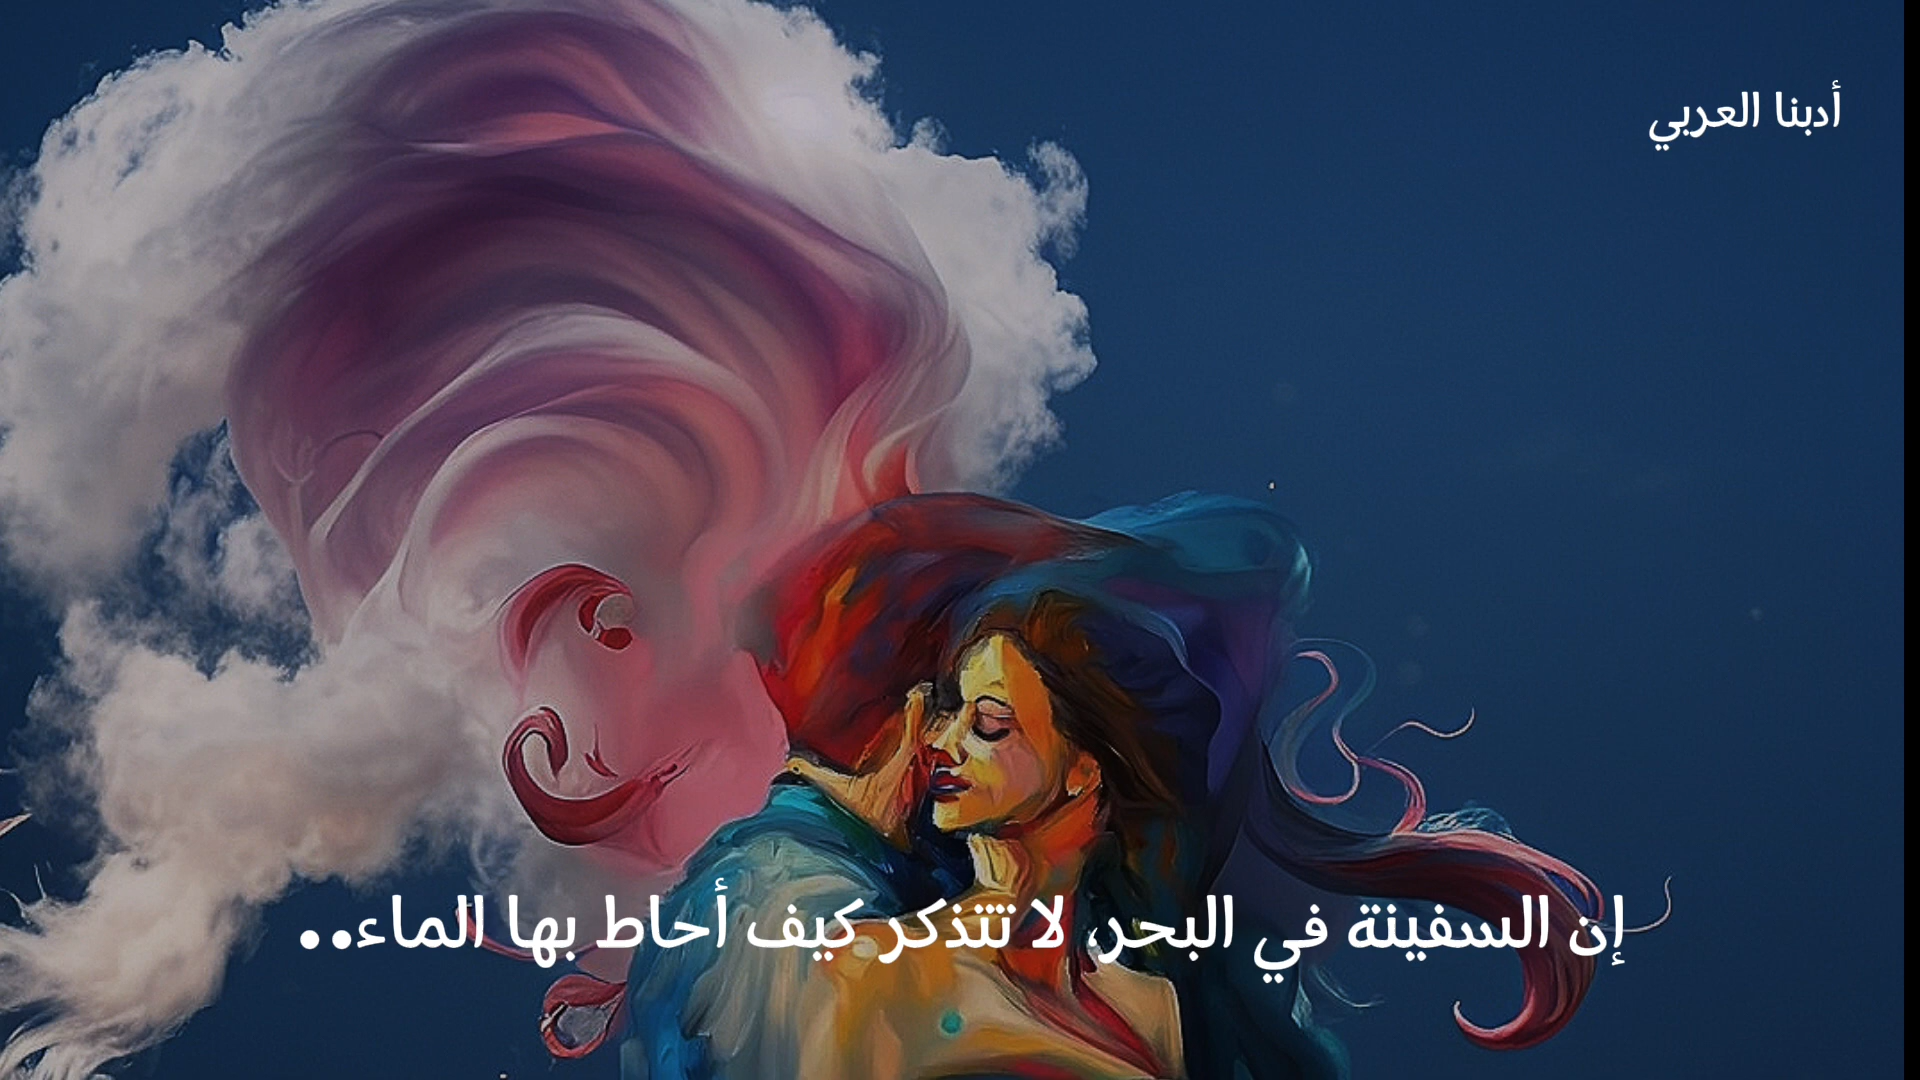 أدبنا العربي
إن السفينة في البحر، لا تتذكر كيف أحاط بها الماء..